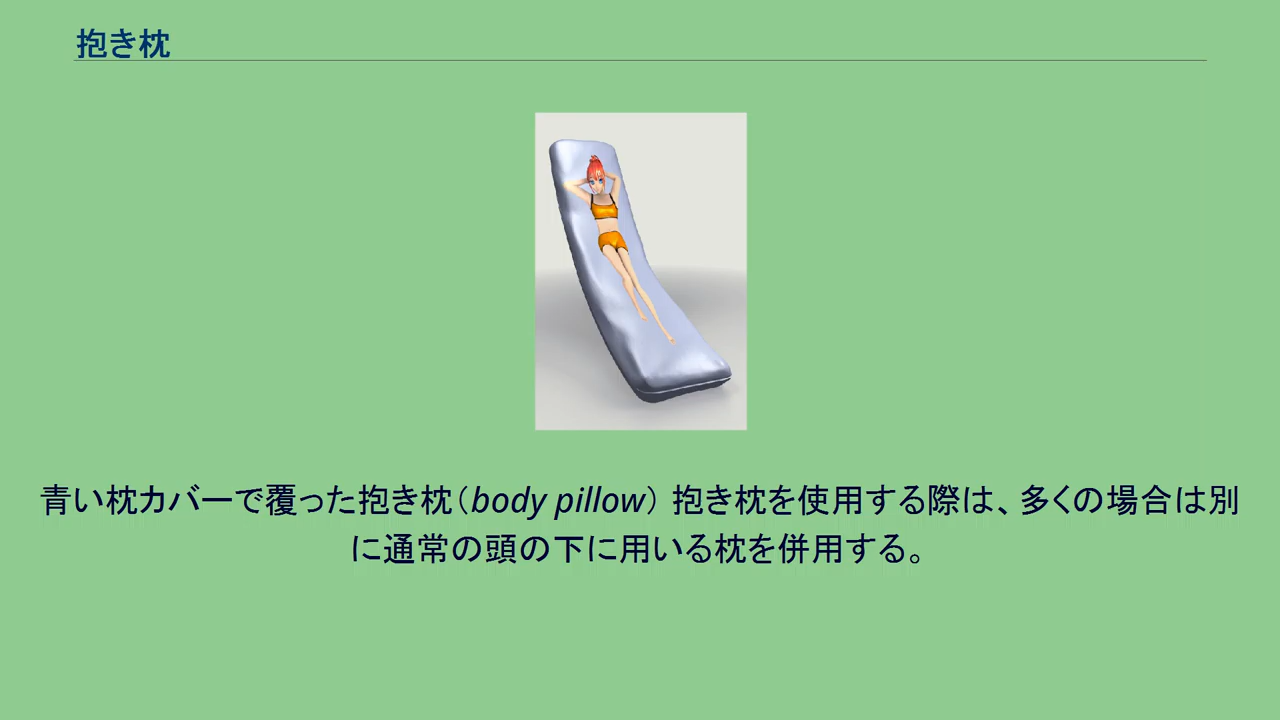 抱き枕
青い枕カバーで覆った抱き枕（body pillow） 抱き枕を使用する際は、多くの場合は別
に通常の頭の下に用いる枕を併用する。